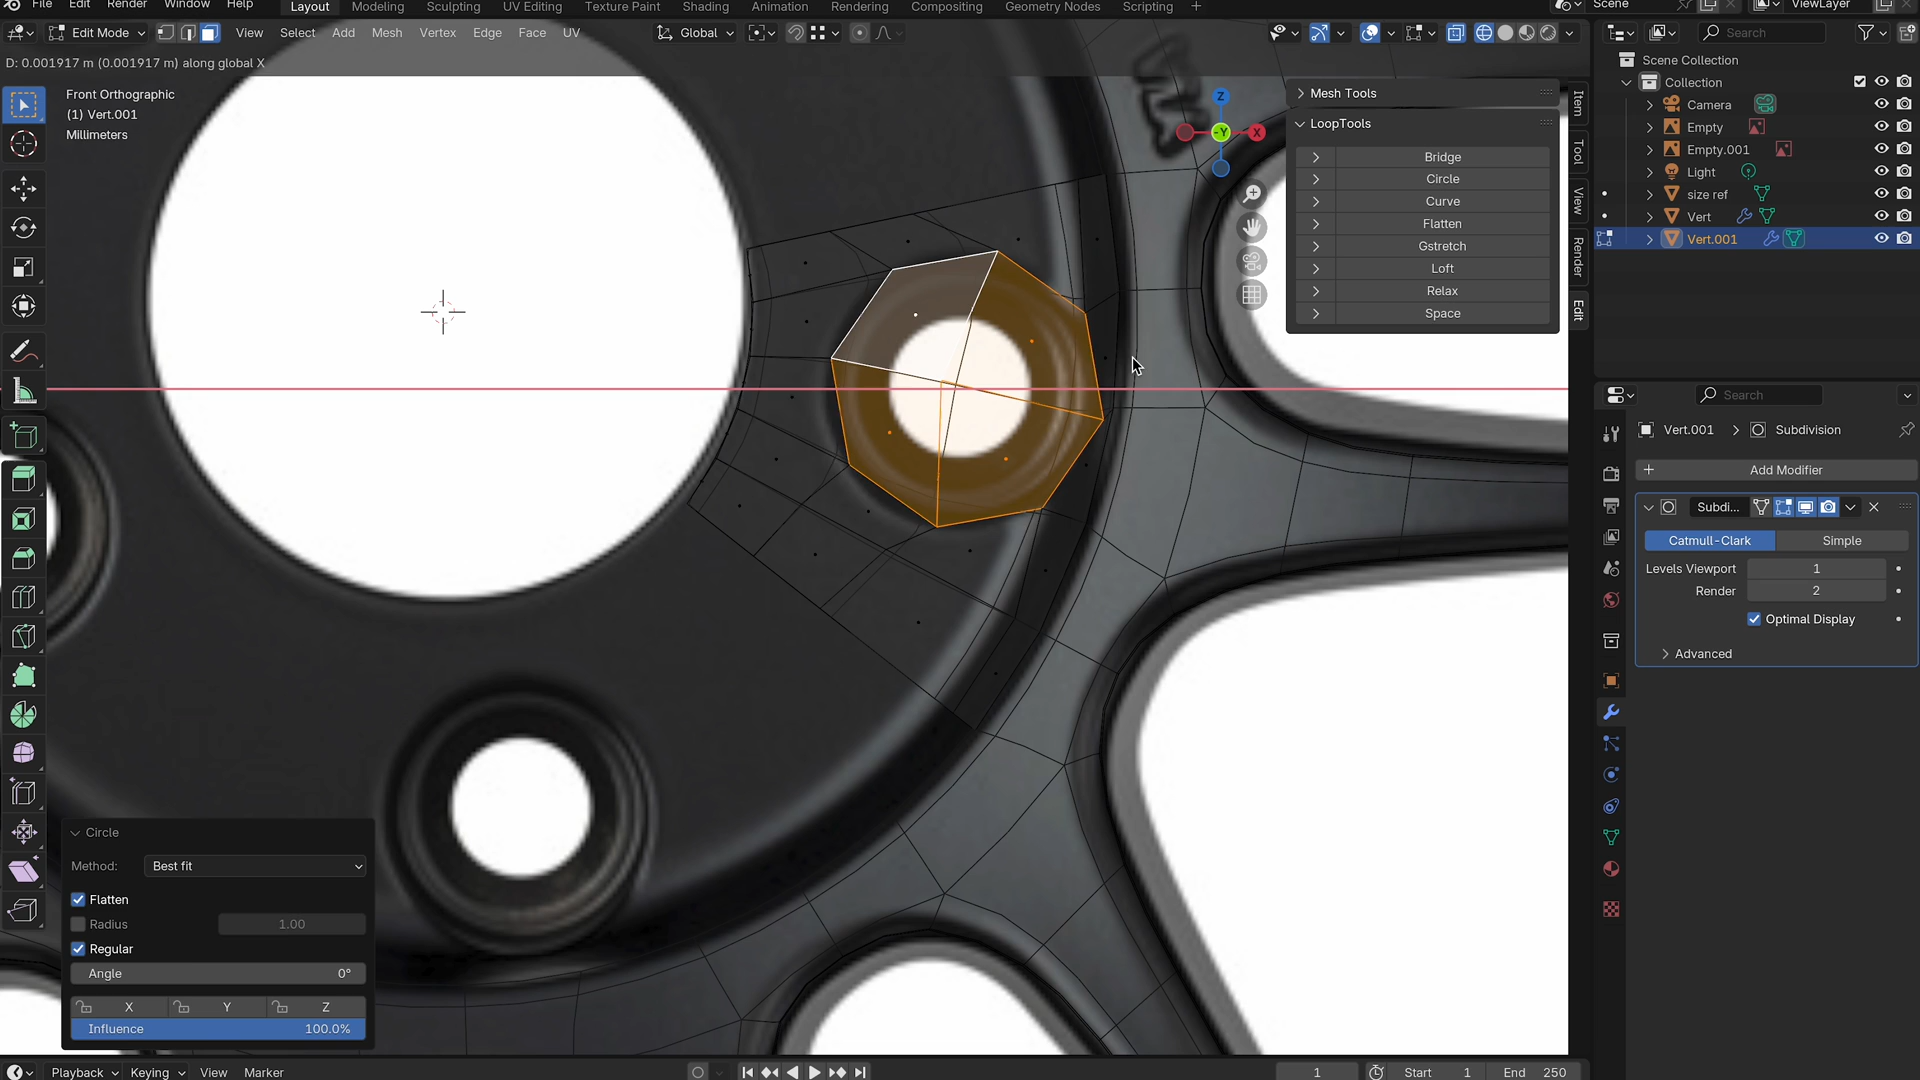 File Edit Render Window Help
Layout Modeling Sculpting UV Editing Texture Paint Shading Animation Rendering Compositing Geometry Nodes Scripting +
Scene ViewLayer
Edit Mode View Select Add Mesh Vertex Edge Face UV Global
Search
D: 0.001917 m (0.001917 m) along global X
Front Orthographic
(1) Vert.001
Millimeters
Z
-Y
X
Mesh Tools
LoopTools
Bridge
Circle
Curve
Flatten
Gstretch
Loft
Relax
Space
Item
Tool
View
Render
Edit
Scene Collection
Collection
Camera
Empty
Empty.001
Light
size ref
Vert
Vert.001
Search
Vert.001 Subdivision
Add Modifier
Subdi...
Catmull-Clark Simple
Levels Viewport 1
Render 2
Optimal Display
Advanced
Circle
Method: Best fit
Flatten
Radius 1.00
Regular
Angle 0°
X Y Z
Influence 100.0%
Playback Keying View Marker
1 Start 1 End 250